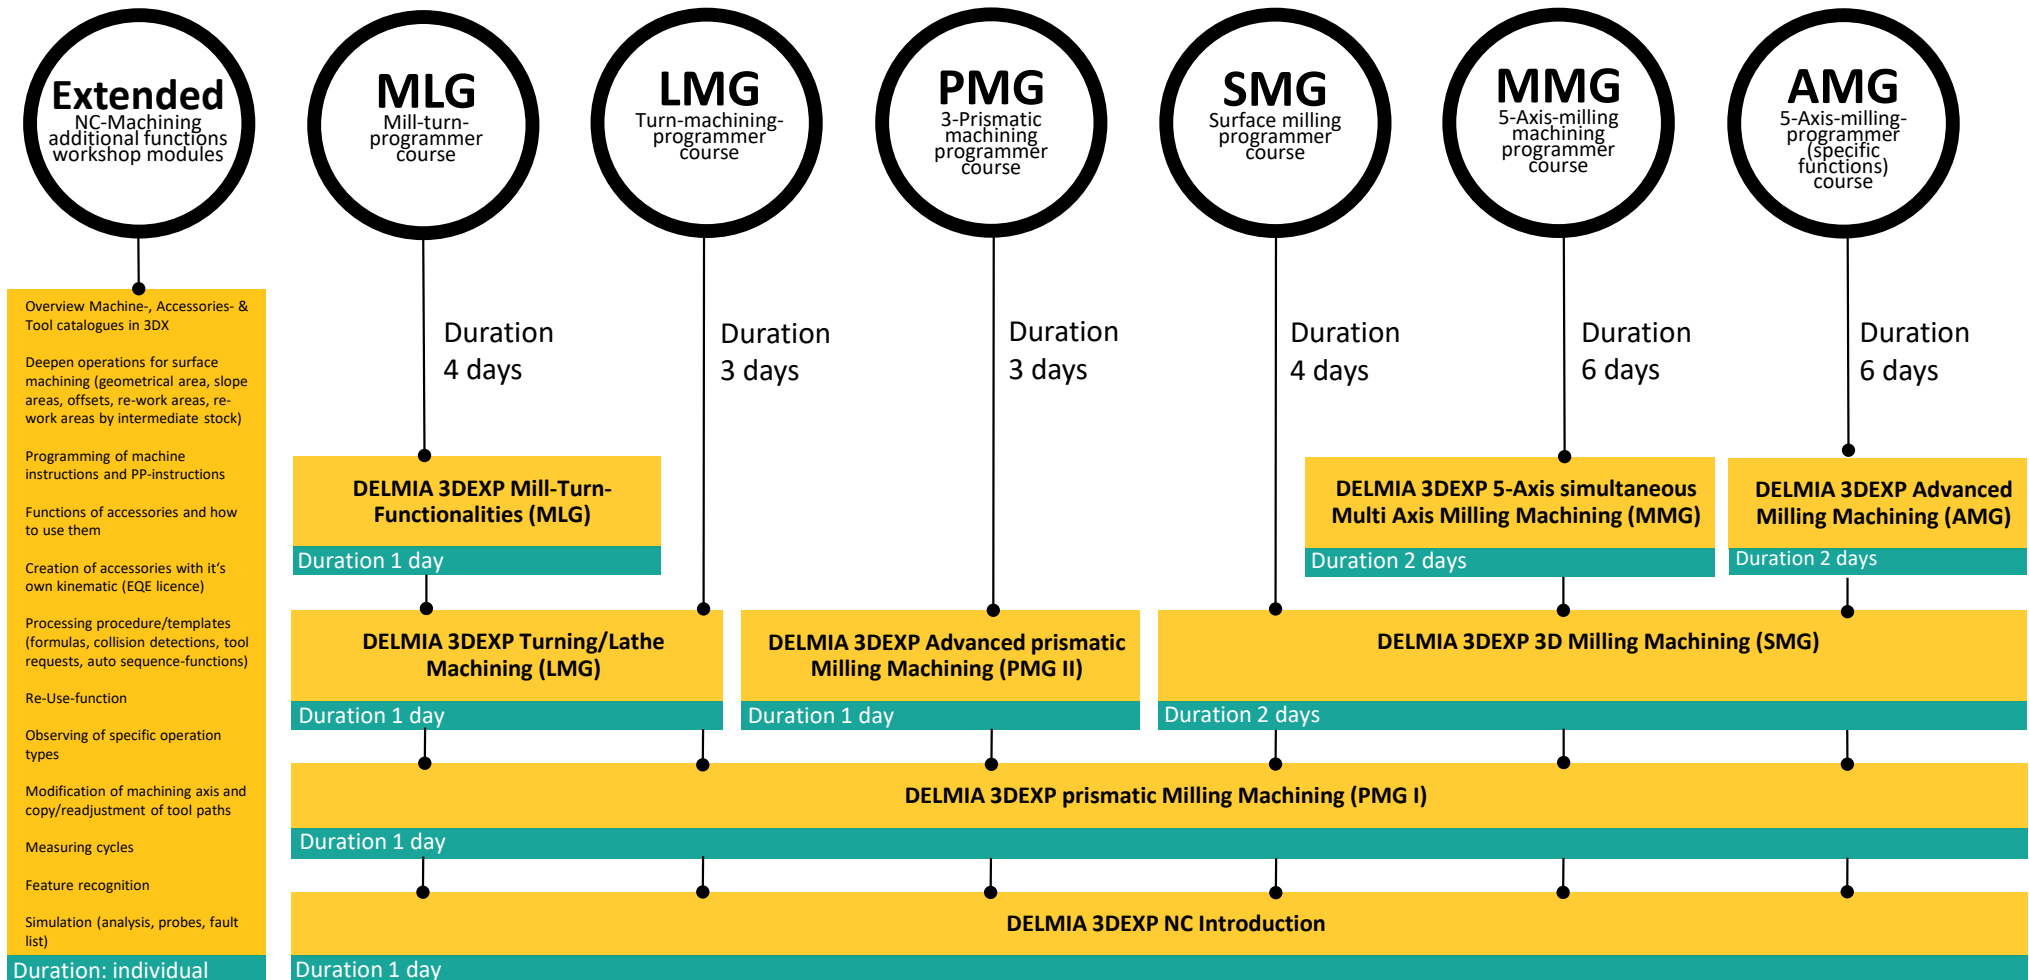 Extended
NC-Machining
additional functions
workshop modules
MLG
Mill-turn-
programmer
course
LMG
Turn-machining-
programmer
course
PMG
3-Prismatic
machining
programmer
course
SMG
Surface milling
programmer
course
MMG
5-Axis-milling
machining
programmer
course
AMG
5-Axis-milling-
programmer
(specific
functions)
course
Overview Machine-, Accessories- &
Tool catalogues in 3DX
Deepen operations for surface
machining (geometrical area, slope
areas, offsets, re-work areas, re-
work areas by intermediate stock)
Programming of machine
instructions and PP-instructions
Functions of accessories and how
to use them
Creation of accessories with it‘s
own kinematic (EQE licence)
Processing procedure/templates
(formulas, collision detections, tool
requests, auto sequence-functions)
Re-Use-function
Observing of specific operation
types
Modification of machining axis and
copy/readjustment of tool paths
Measuring cycles
Feature recognition
Simulation (analysis, probes, fault
list)
Duration: individual
Duration
4 days
Duration
3 days
Duration
3 days
Duration
4 days
Duration
6 days
Duration
6 days
DELMIA 3DEXP Mill-Turn-
Functionalities (MLG)
Duration 1 day
DELMIA 3DEXP 5-Axis simultaneous
Multi Axis Milling Machining (MMG)
Duration 2 days
DELMIA 3DEXP Advanced
Milling Machining (AMG)
Duration 2 days
DELMIA 3DEXP Turning/Lathe
Machining (LMG)
Duration 1 day
DELMIA 3DEXP Advanced prismatic
Milling Machining (PMG II)
Duration 1 day
DELMIA 3DEXP 3D Milling Machining (SMG)
Duration 2 days
DELMIA 3DEXP prismatic Milling Machining (PMG I)
Duration 1 day
DELMIA 3DEXP NC Introduction
Duration 1 day